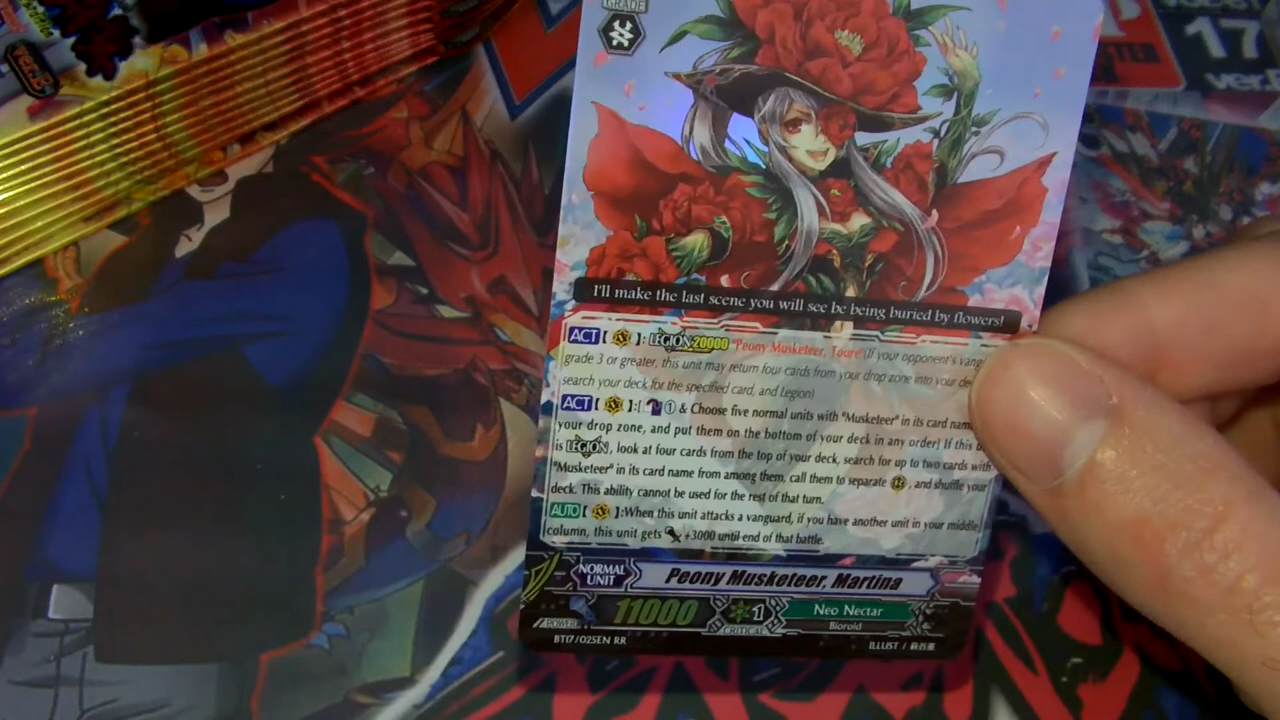 GRADE
17
ver.E
I'll make the last scene you will see be being buried by flowers!
ACT [ ]: LEGION 20000 "Peony Musketeer, Toure" (If your opponent's vang
grade 3 or greater, this unit may return four cards from your drop zone into your de
search your deck for the specified card, and Legion)
ACT [ ]:[ ① & Choose five normal units with "Musketeer" in its card nam
your drop zone, and put them on the bottom of your deck in any order] If this
is LEGION, look at four cards from the top of your deck, search for up to two cards with
"Musketeer" in its card name from among them, call them to separate , and shuffle your
deck. This ability cannot be used for the rest of that turn.
AUTO [ ]:When this unit attacks a vanguard, if you have another unit in your middle
column, this unit gets +3000 until end of that battle.
NORMAL
UNIT
Peony Musketeer, Martina
POWER
11000
1
CRITICAL
Neo Nectar
Bioroid
BT17/025EN RR
ILLUST /